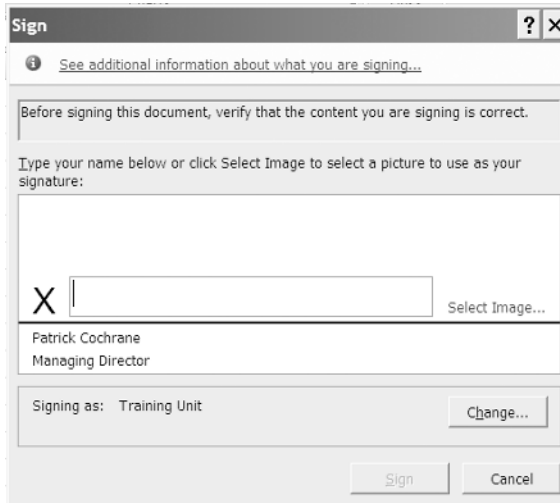 Sign
?
See additional information about what you are signing...
Before signing this document, verify that the content you are signing is correct.
Type your name below or click Select Image to select a picture to use as your
signature:
X
Select Image...
Patrick Cochrane
Managing Director
Signing as: Training Unit
Change...
Sign Cancel